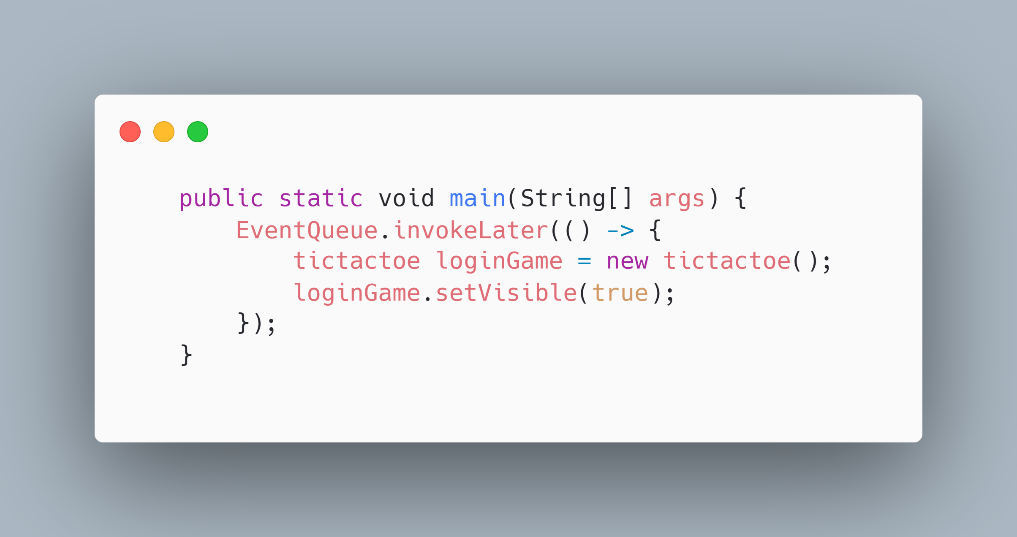 public static void main(String[] args) {
    EventQueue.invokeLater(() -> {
        tictactoe loginGame = new tictactoe();
        loginGame.setVisible(true);
    });
}